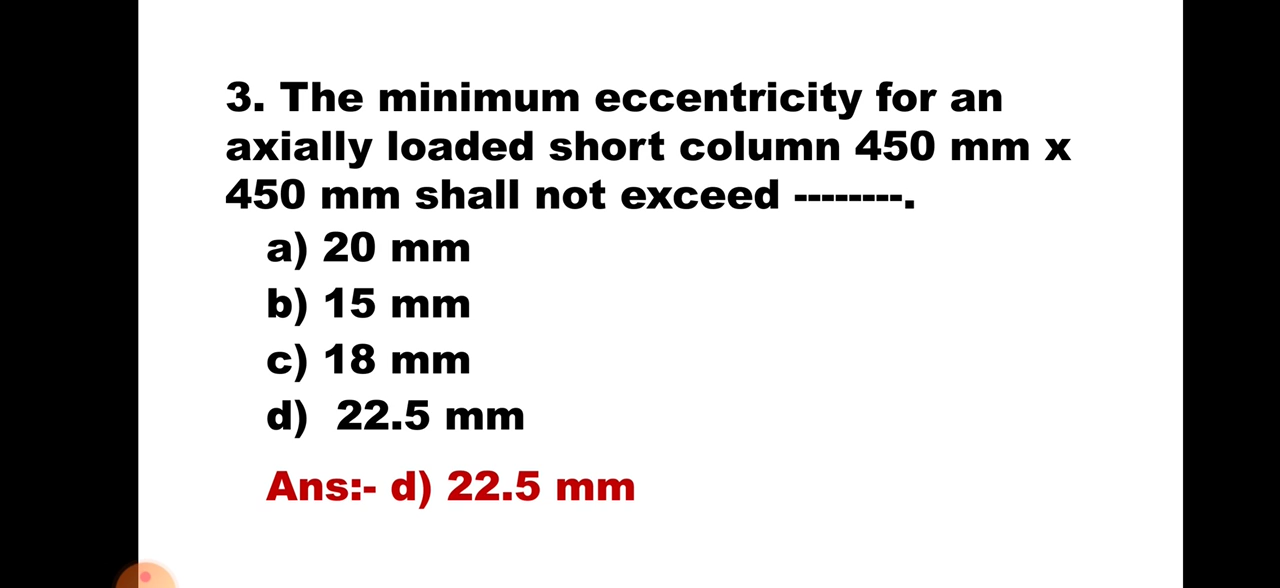 3. The minimum eccentricity for an
axially loaded short column 450 mm x
450 mm shall not exceed --------.
a) 20 mm
b) 15 mm
c) 18 mm
d) 22.5 mm
Ans:- d) 22.5 mm